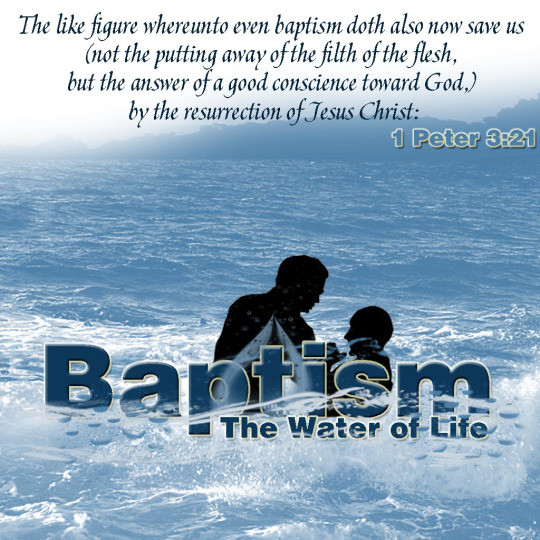 The like figure whereunto even baptism doth also now save us
(not the putting away of the filth of the flesh,
but the answer of a good conscience toward God,)
by the resurrection of Jesus Christ:
1 Peter 3:21
Baptism
The Water of Life